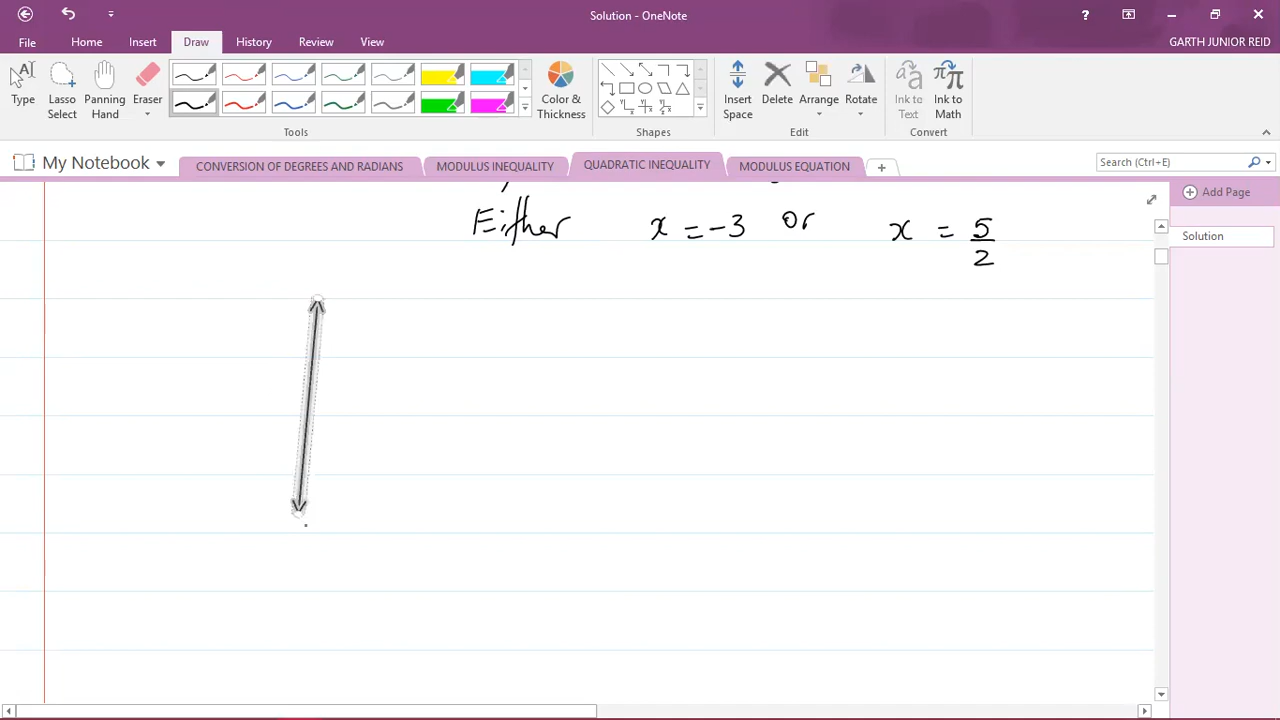 Solution - OneNote
GARTH JUNIOR REID
File Home Insert Draw History Review View
Type
Lasso Select
Panning Hand
Eraser
Color & Thickness
Insert Space
Delete
Arrange
Rotate
Ink to Text
Ink to Math
Tools
Shapes
Edit
Convert
My Notebook
CONVERSION OF DEGREES AND RADIANS
MODULUS INEQUALITY
QUADRATIC INEQUALITY
MODULUS EQUATION
Search (Ctrl+E)
Add Page
Solution
Either x = -3 or x = 5/2